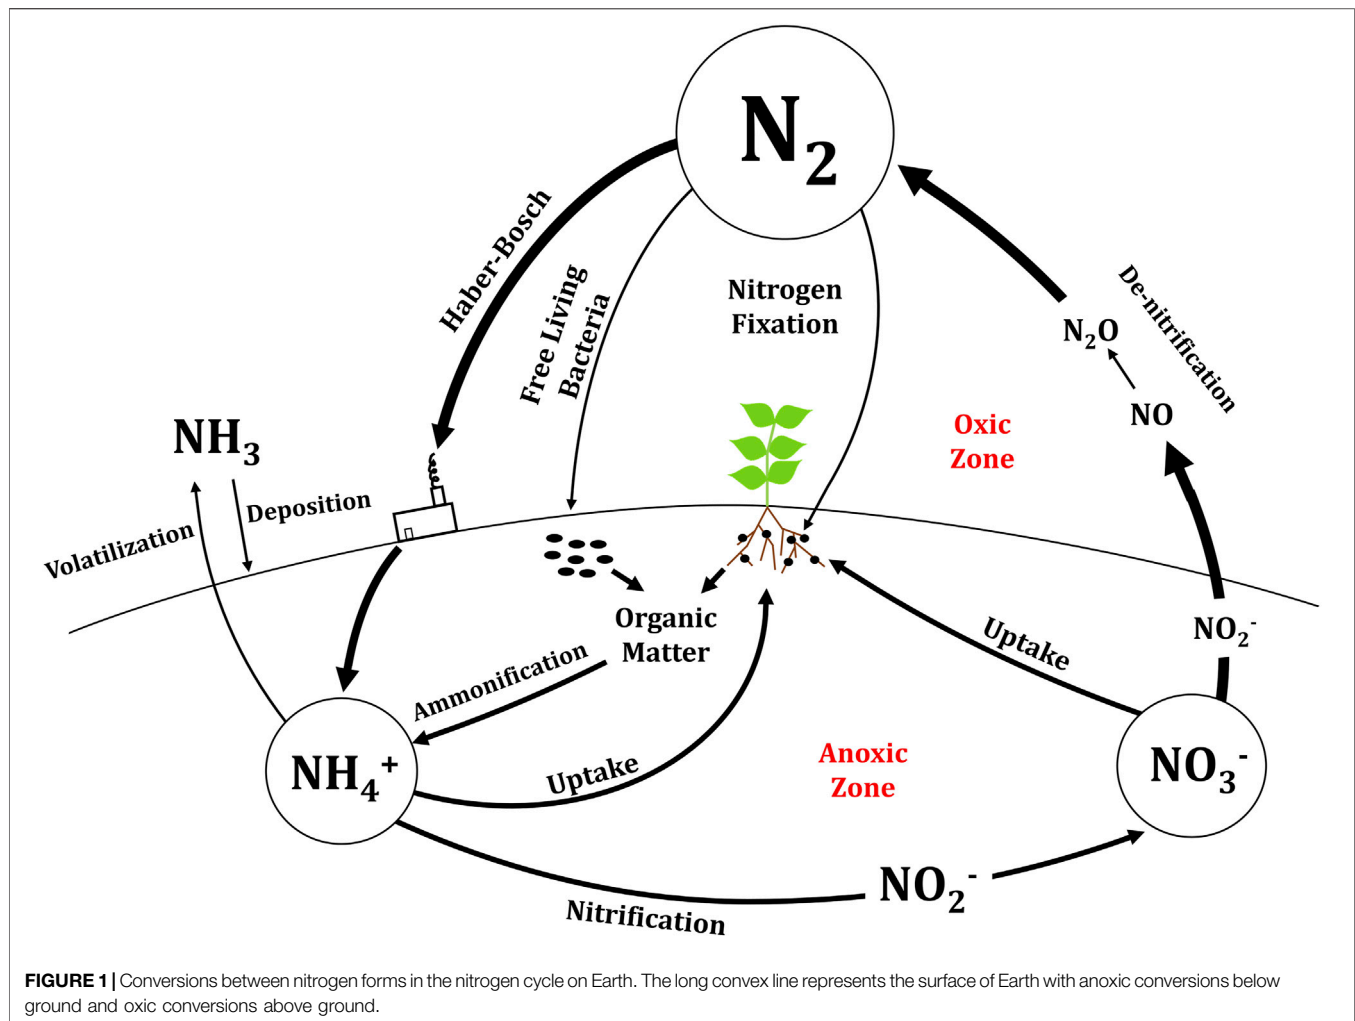 N₂
Haber-Bosch
Free Living
Bacteria
Nitrogen
Fixation
De-nitrification
N₂O
NO
Oxic
Zone
NH₃
Deposition
Volatilization
Organic
Matter
Ammonification
Uptake
NO₂⁻
Uptake
Anoxic
Zone
NH₄⁺
NO₃⁻
NO₂⁻
Nitrification
FIGURE 1 | Conversions between nitrogen forms in the nitrogen cycle on Earth. The long convex line represents the surface of Earth with anoxic conversions below
ground and oxic conversions above ground.